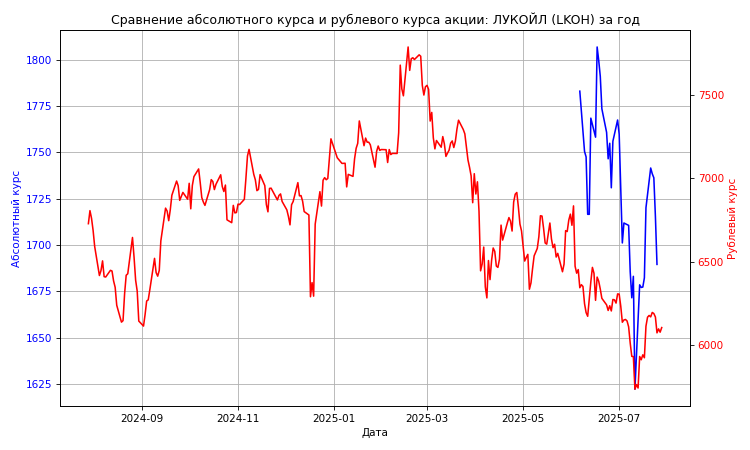 Сравнение абсолютного курса и рублевого курса акции: ЛУКОЙЛ (LKOH) за год
1800
1775
1750
1725
1700
1675
1650
1625
Абсолютный курс
7500
7000
6500
6000
Рублевый курс
2024-09 2024-11 2025-01 2025-03 2025-05 2025-07
Дата